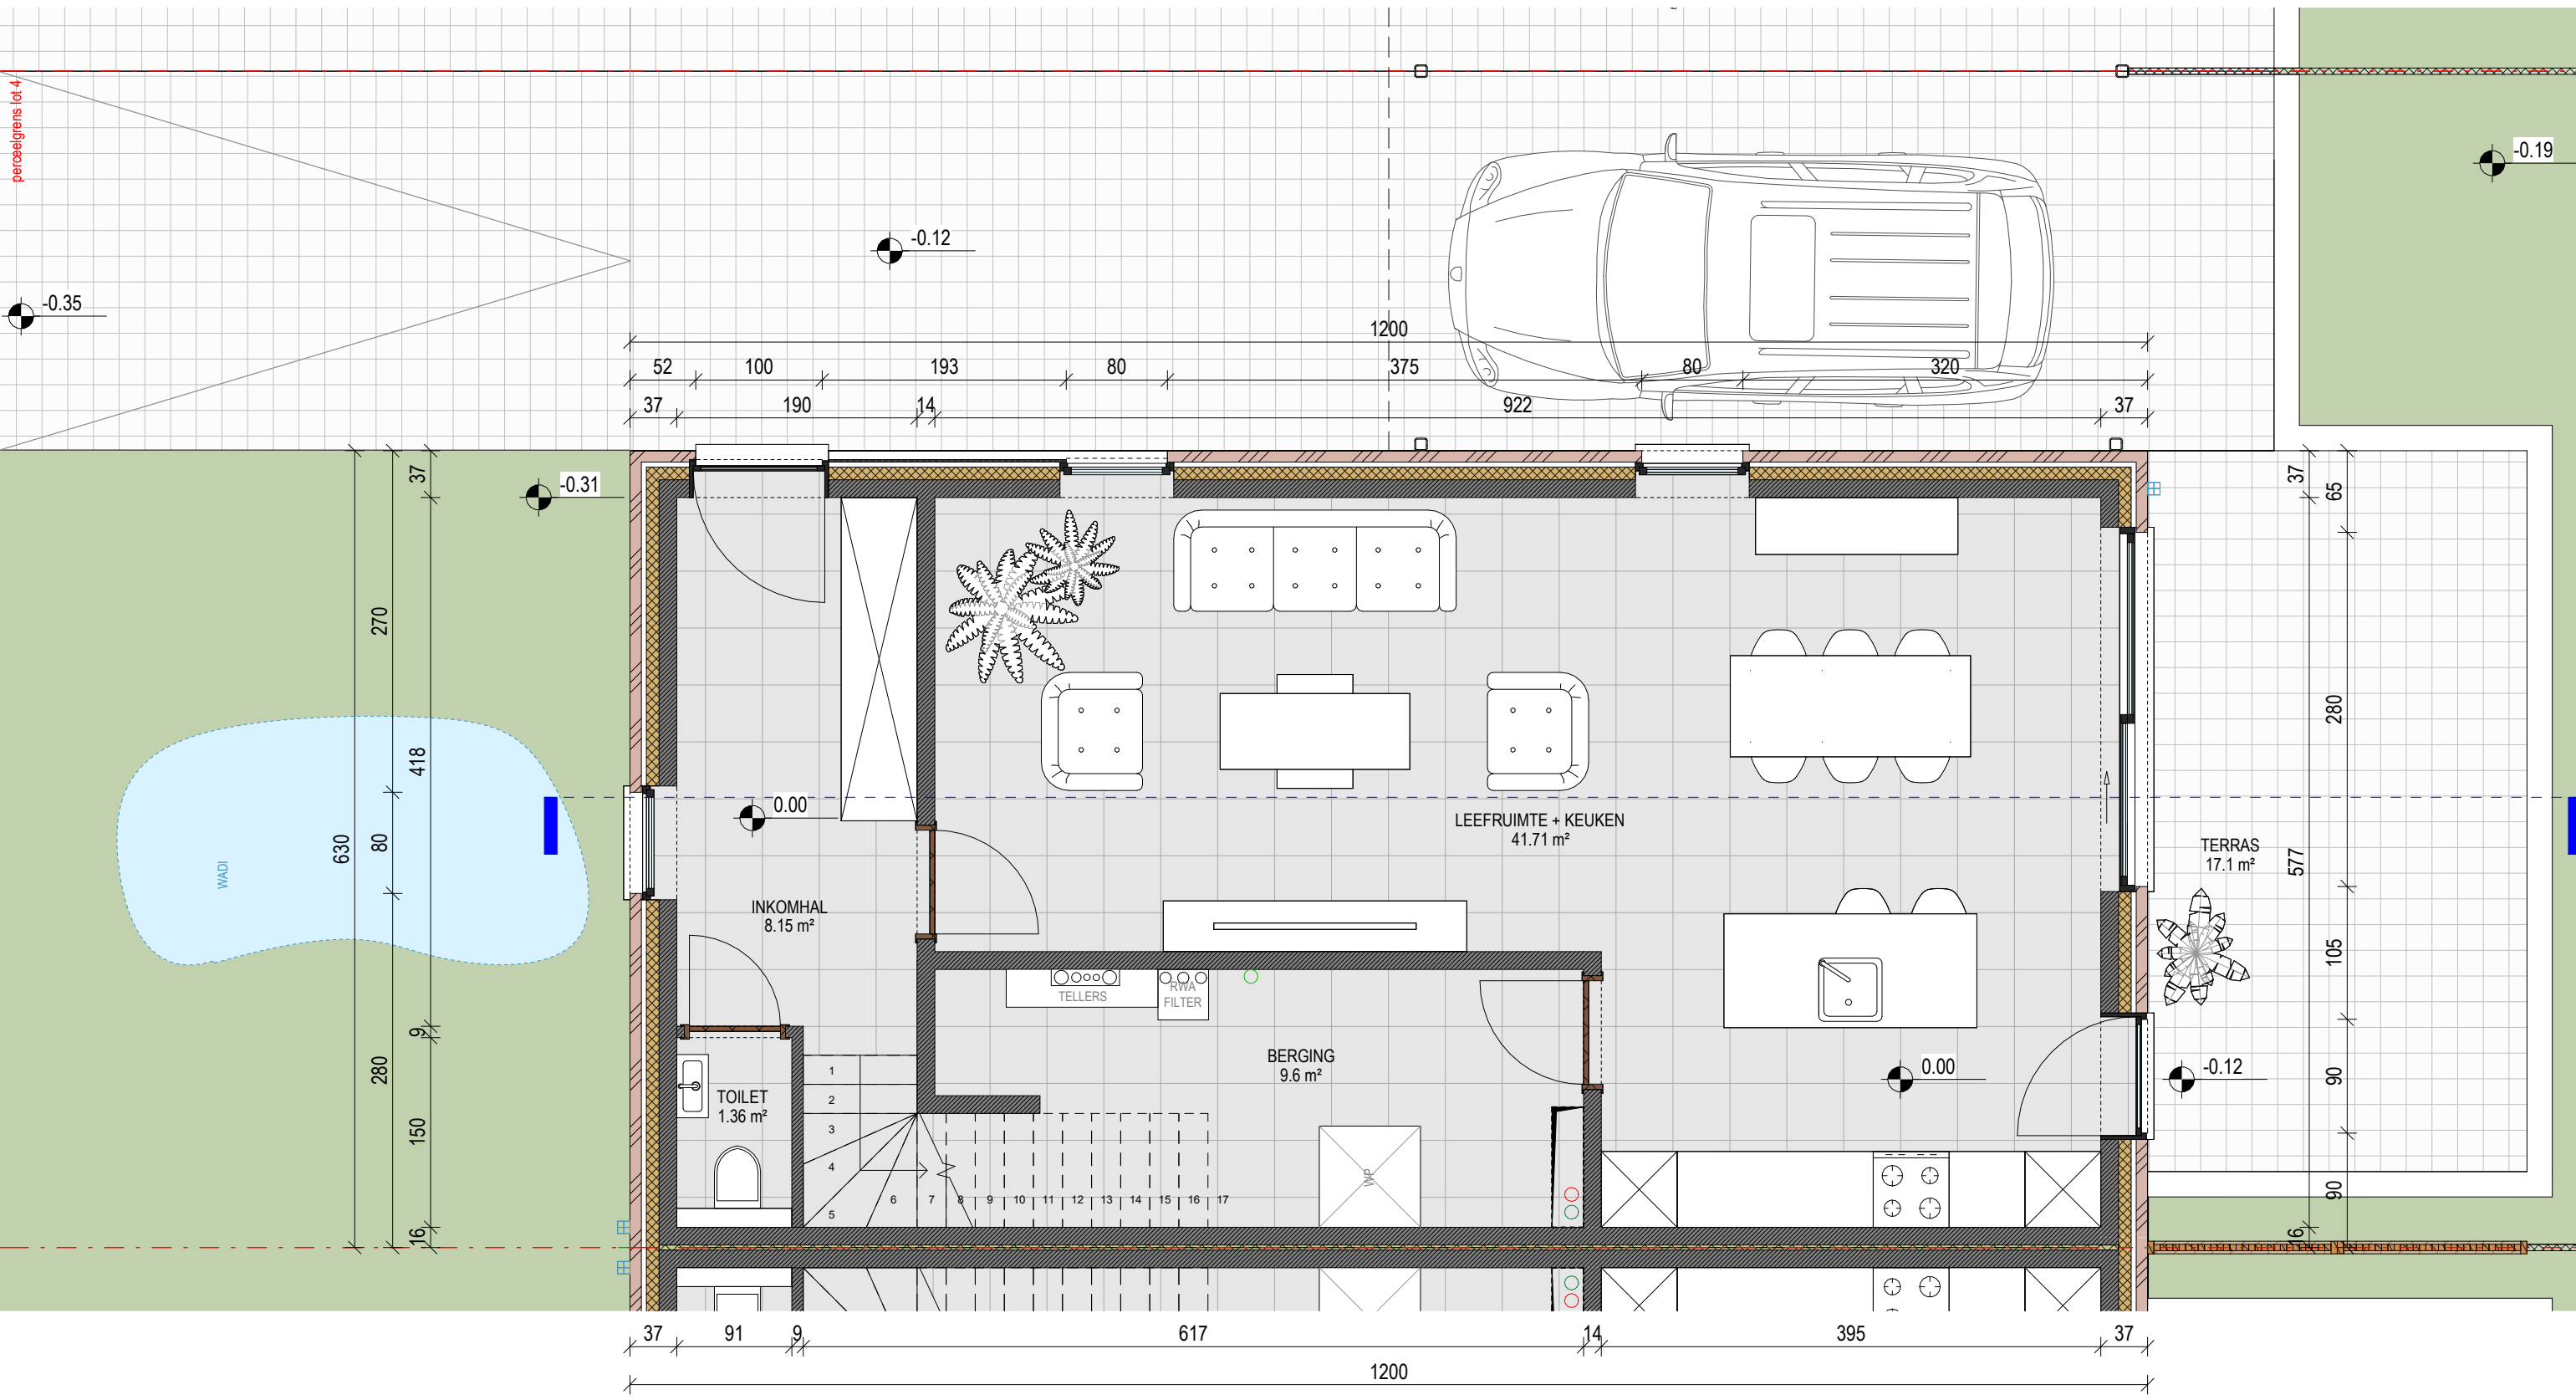 perceelgrens lot 4
-0.19
-0.12
-0.35
1200
52 100 193 80 375 80 320
37 190 14 922 37
-0.31
37
270
418
630
80
9
280
150
16
37
65
280
577
105
90
90
16
WADI
0.00
INKOMHAL
8.15 m²
LEEFRUIMTE + KEUKEN
41.71 m²
TERRAS
17.1 m²
TELLERS
RWA
FILTER
BERGING
9.6 m²
TOILET
1.36 m²
0.00
-0.12
WP
1
2
3
4
5
6 7 8 9 10 11 12 13 14 15 16 17
37 91 9 617 14 395 37
1200